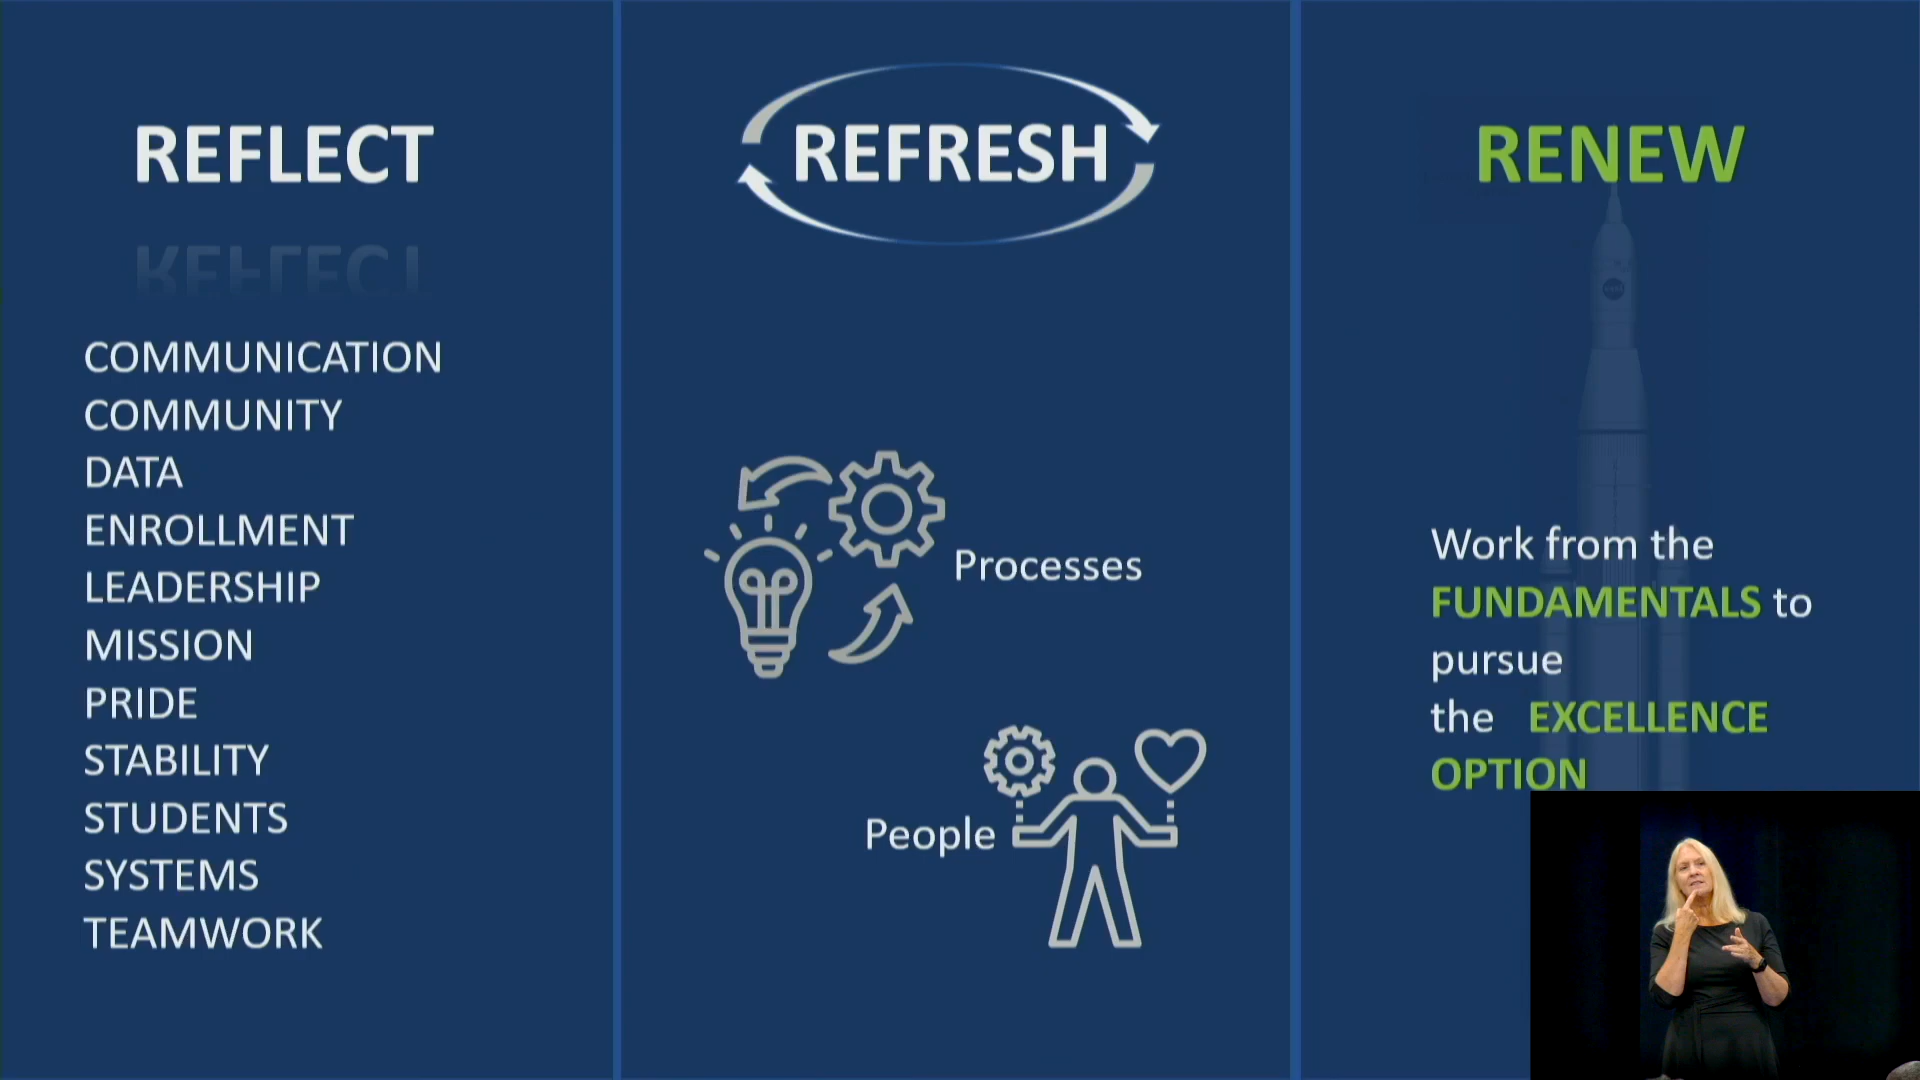 REFLECT
REFLECT
COMMUNICATION
COMMUNITY
DATA
ENROLLMENT
LEADERSHIP
MISSION
PRIDE
STABILITY
STUDENTS
SYSTEMS
TEAMWORK
REFRESH
Processes
People
RENEW
Work from the
FUNDAMENTALS to
pursue
the EXCELLENCE
OPTION